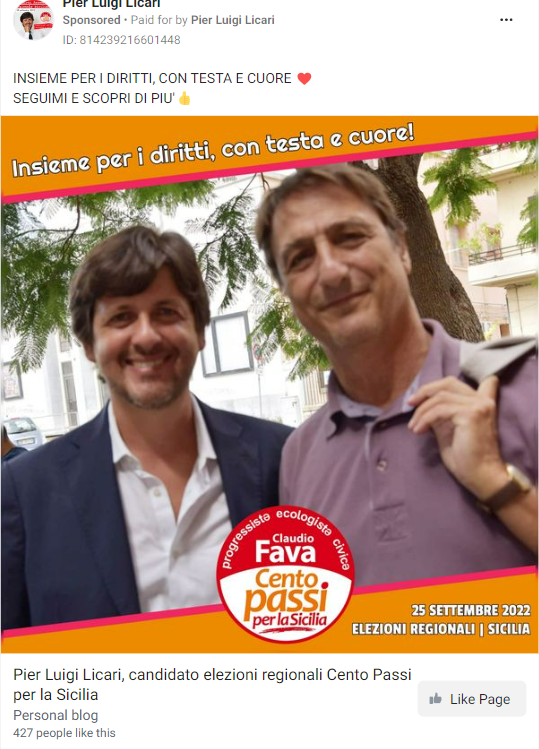 Pier Luigi Licari
Sponsored • Paid for by Pier Luigi Licari
ID: 814239216601448
INSIEME PER I DIRITTI, CON TESTA E CUORE ❤️
SEGUIMI E SCOPRI DI PIU' 👍
Insieme per i diritti, con testa e cuore!
progressista ecologista civica
Claudio
Fava
Cento
passi
per la Sicilia
25 SETTEMBRE 2022
ELEZIONI REGIONALI | SICILIA
Pier Luigi Licari, candidato elezioni regionali Cento Passi
per la Sicilia
Like Page
Personal blog
427 people like this